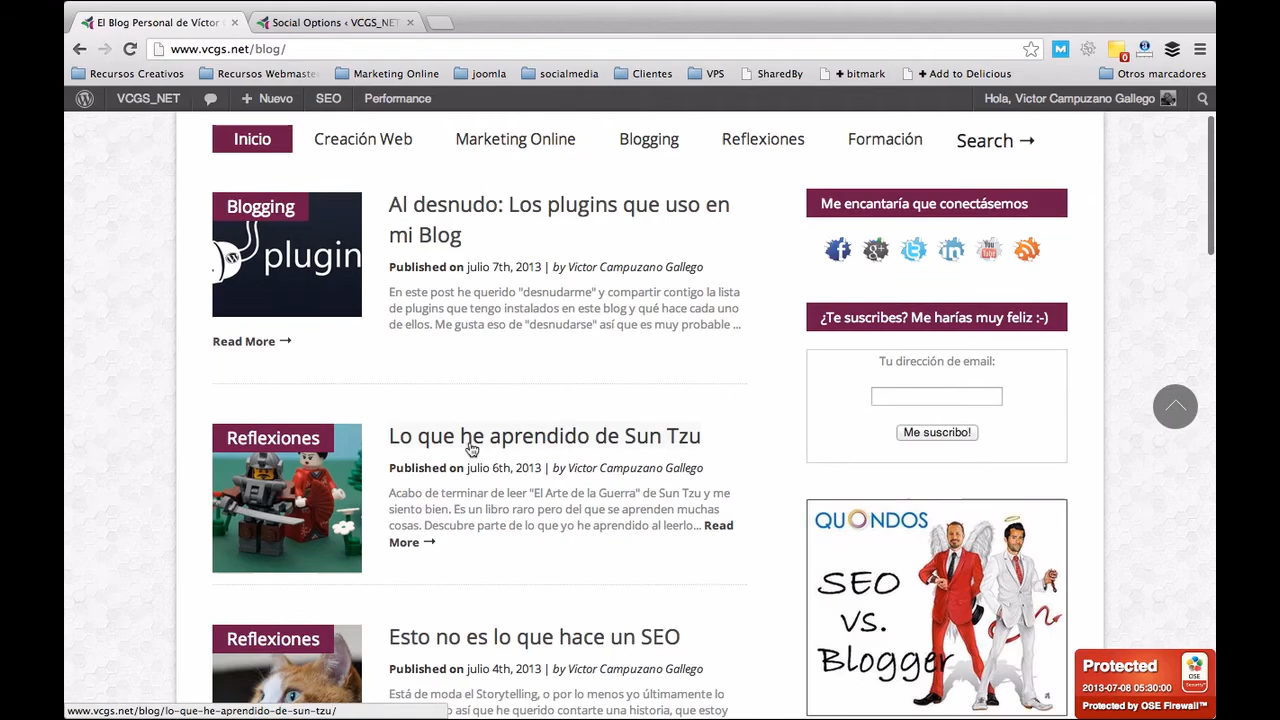 El Blog Personal de Víctor
Social Options ‹ VCGS_NET
www.vcgs.net/blog/
Recursos Creativos
Recursos Webmaste
Marketing Online
joomla
socialmedia
Clientes
VPS
SharedBy
+ bitmark
+ Add to Delicious
Otros marcadores
VCGS_NET
+ Nuevo
SEO
Performance
Hola, Victor Campuzano Gallego
Inicio
Creación Web
Marketing Online
Blogging
Reflexiones
Formación
Search →
Blogging
plugin
Al desnudo: Los plugins que uso en
mi Blog
Published on julio 7th, 2013 | by Victor Campuzano Gallego
En este post he querido "desnudarme" y compartir contigo la lista
de plugins que tengo instalados en este blog y qué hace cada uno
de ellos. Me gusta eso de "desnudarse" así que es muy probable ...
Read More →
Reflexiones
Lo que he aprendido de Sun Tzu
Published on julio 6th, 2013 | by Victor Campuzano Gallego
Acabo de terminar de leer "El Arte de la Guerra" de Sun Tzu y me
siento bien. Es un libro raro pero del que se aprenden muchas
cosas. Descubre parte de lo que yo he aprendido al leerlo... Read
More →
Reflexiones
Esto no es lo que hace un SEO
Published on julio 4th, 2013 | by Victor Campuzano Gallego
Está de moda el Storytelling, o por lo menos yo últimamente lo
así que he querido contarte una historia, que estoy
Me encantaría que conectásemos
You Tube
¿Te suscribes? Me harías muy feliz :-)
Tu dirección de email:
Me suscribo!
QUONDOS
SEO
vs.
Blogger
Protected
2013-07-08 05:30:00
Protected by OSE Firewall™
www.vcgs.net/blog/lo-que-he-aprendido-de-sun-tzu/